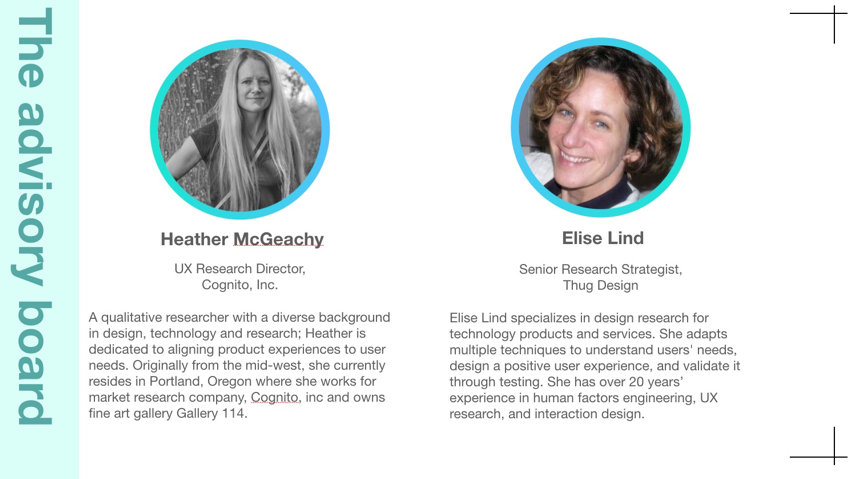 The advisory board
Heather McGeachy
UX Research Director,
Cognito, Inc.
A qualitative researcher with a diverse background
in design, technology and research; Heather is
dedicated to aligning product experiences to user
needs. Originally from the mid-west, she currently
resides in Portland, Oregon where she works for
market research company, Cognito, inc and owns
fine art gallery Gallery 114.
Elise Lind
Senior Research Strategist,
Thug Design
Elise Lind specializes in design research for
technology products and services. She adapts
multiple techniques to understand users' needs,
design a positive user experience, and validate it
through testing. She has over 20 years’
experience in human factors engineering, UX
research, and interaction design.